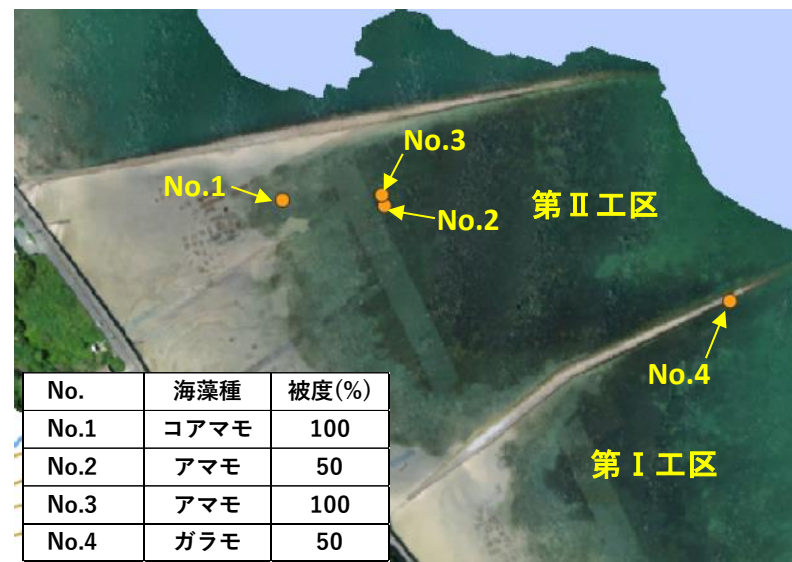 No.3
No.1
No.2
第Ⅱ工区
No.4
第Ⅰ工区
No. 海藻種 被度(%)
No.1 コアマモ 100
No.2 アマモ 50
No.3 アマモ 100
No.4 ガラモ 50